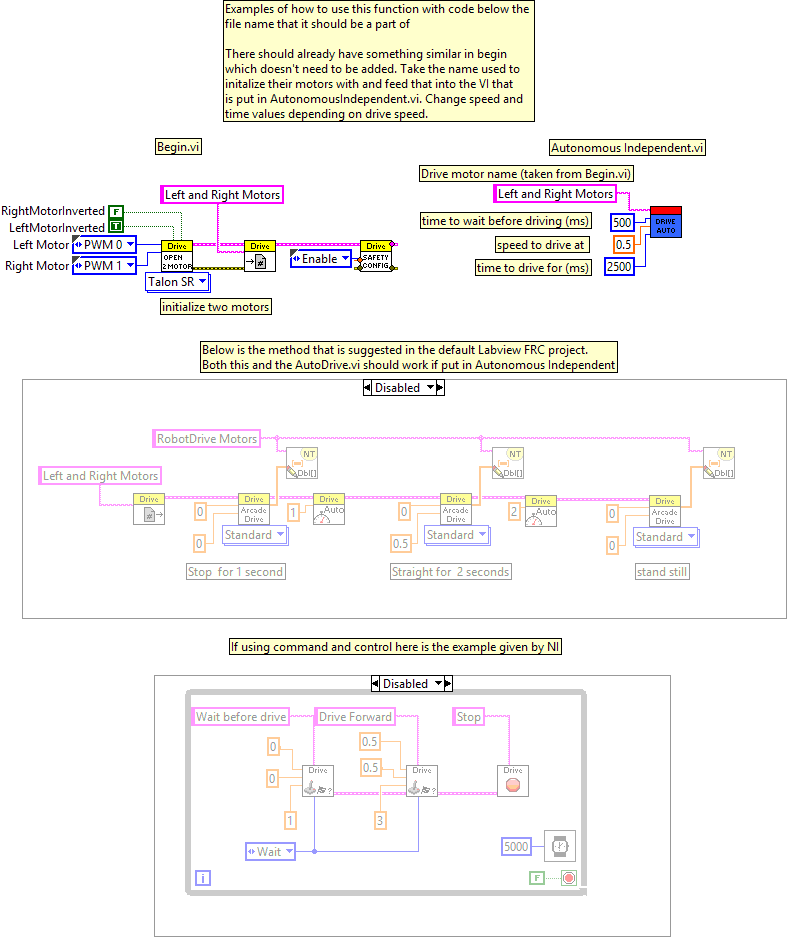 Examples of how to use this function with code below the
file name that it should be a part of
There should already have something similar in begin
which doesn't need to be added. Take the name used to
initalize their motors with and feed that into the VI that
is put in AutonomousIndependent.vi. Change speed and
time values depending on drive speed.
Begin.vi
Autonomous Independent.vi
Left and Right Motors
RightMotorInverted F
LeftMotorInverted T
Left Motor PWM 0
Right Motor PWM 1
Drive
OPEN
2 MOTOR
Talon SR
initialize two motors
Drive
#
Enable
Drive
SAFETY
CONFIG.
Drive motor name (taken from Begin.vi)
Left and Right Motors
time to wait before driving (ms) 500
speed to drive at 0.5
time to drive for (ms) 2500
DRIVE
AUTO
Below is the method that is suggested in the default Labview FRC project.
Both this and the AutoDrive.vi should work if put in Autonomous Independent
Disabled
RobotDrive Motors
NT
Dbl[]
NT
Dbl[]
NT
Dbl[]
Left and Right Motors
Drive
#
0
0
Drive
Arcade
Drive
Standard
1
Drive
Auto
0
0.5
Drive
Arcade
Drive
Standard
2
Drive
Auto
0
0
Drive
Arcade
Drive
Standard
Stop for 1 second
Straight for 2 seconds
stand still
If using command and control here is the example given by NI
Disabled
Wait before drive
Drive Forward
Stop
0
0
1
Drive
?
0.5
0.5
3
Drive
?
Drive
Wait
5000
i
F